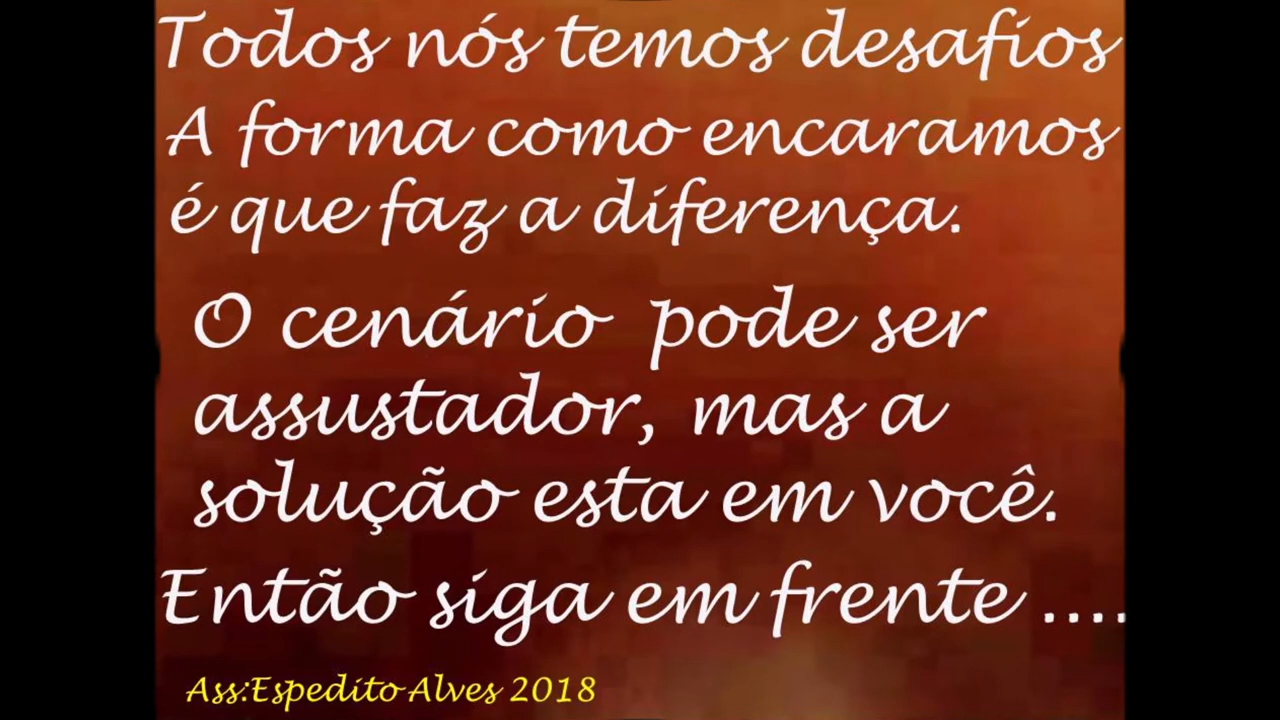 Todos nós temos desafios
A forma como encaramos
é que faz a diferença.
O cenário pode ser
assustador, mas a
solução esta em você.
Então siga em frente ....
Ass:Espedito Alves 2018